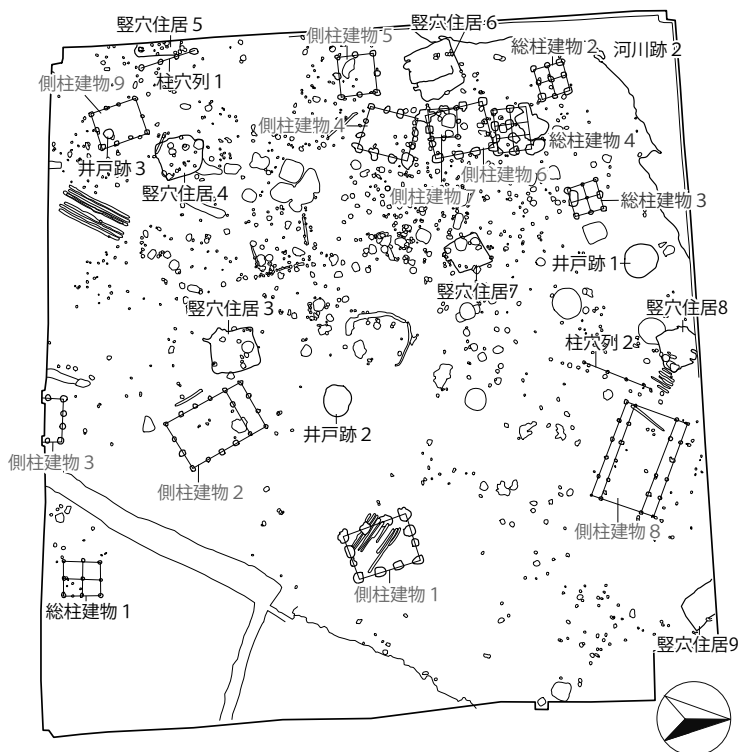 竪穴住居 5
側柱建物 5
竪穴住居 6
総柱建物 2
河川跡 2
側柱建物 9
柱穴列 1
側柱建物 4
総柱建物 4
井戸跡 3
竪穴住居 4
側柱建物 6
側柱建物 7
総柱建物 3
井戸跡 1
竪穴住居7
竪穴住居 3
竪穴住居8
柱穴列 2
井戸跡 2
側柱建物 3
側柱建物 2
側柱建物 8
側柱建物 1
総柱建物 1
竪穴住居9